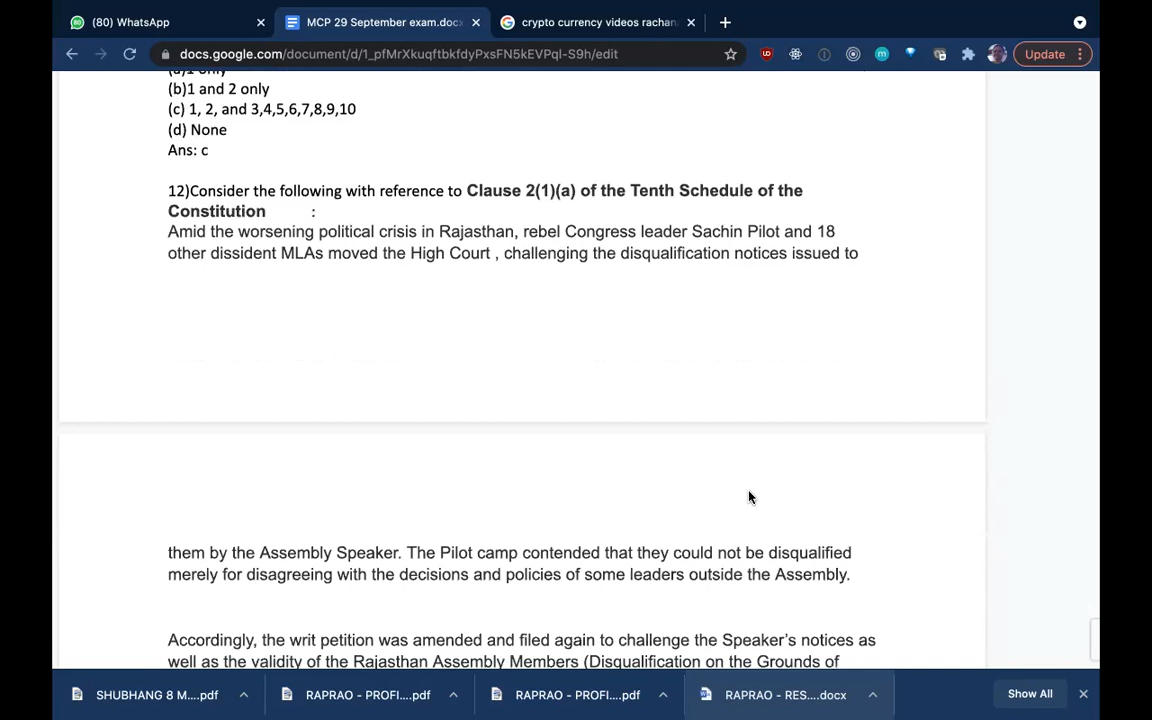 (80) WhatsApp
MCP 29 September exam.docx
crypto currency videos rachan
docs.google.com/document/d/1_pfMrXkuqftbkfdyPxsFN5kEVPql-S9h/edit
Update
(a)1 only
(b)1 and 2 only
(c) 1, 2, and 3,4,5,6,7,8,9,10
(d) None
Ans: c
12)Consider the following with reference to Clause 2(1)(a) of the Tenth Schedule of the
Constitution :
Amid the worsening political crisis in Rajasthan, rebel Congress leader Sachin Pilot and 18
other dissident MLAs moved the High Court , challenging the disqualification notices issued to
them by the Assembly Speaker. The Pilot camp contended that they could not be disqualified
merely for disagreeing with the decisions and policies of some leaders outside the Assembly.
Accordingly, the writ petition was amended and filed again to challenge the Speaker's notices as
well as the validity of the Rajasthan Assembly Members (Disqualification on the Grounds of
SHUBHANG 8 M....pdf
RAPRAO - PROFI....pdf
RAPRAO - PROFI....pdf
RAPRAO - RES....docx
Show All